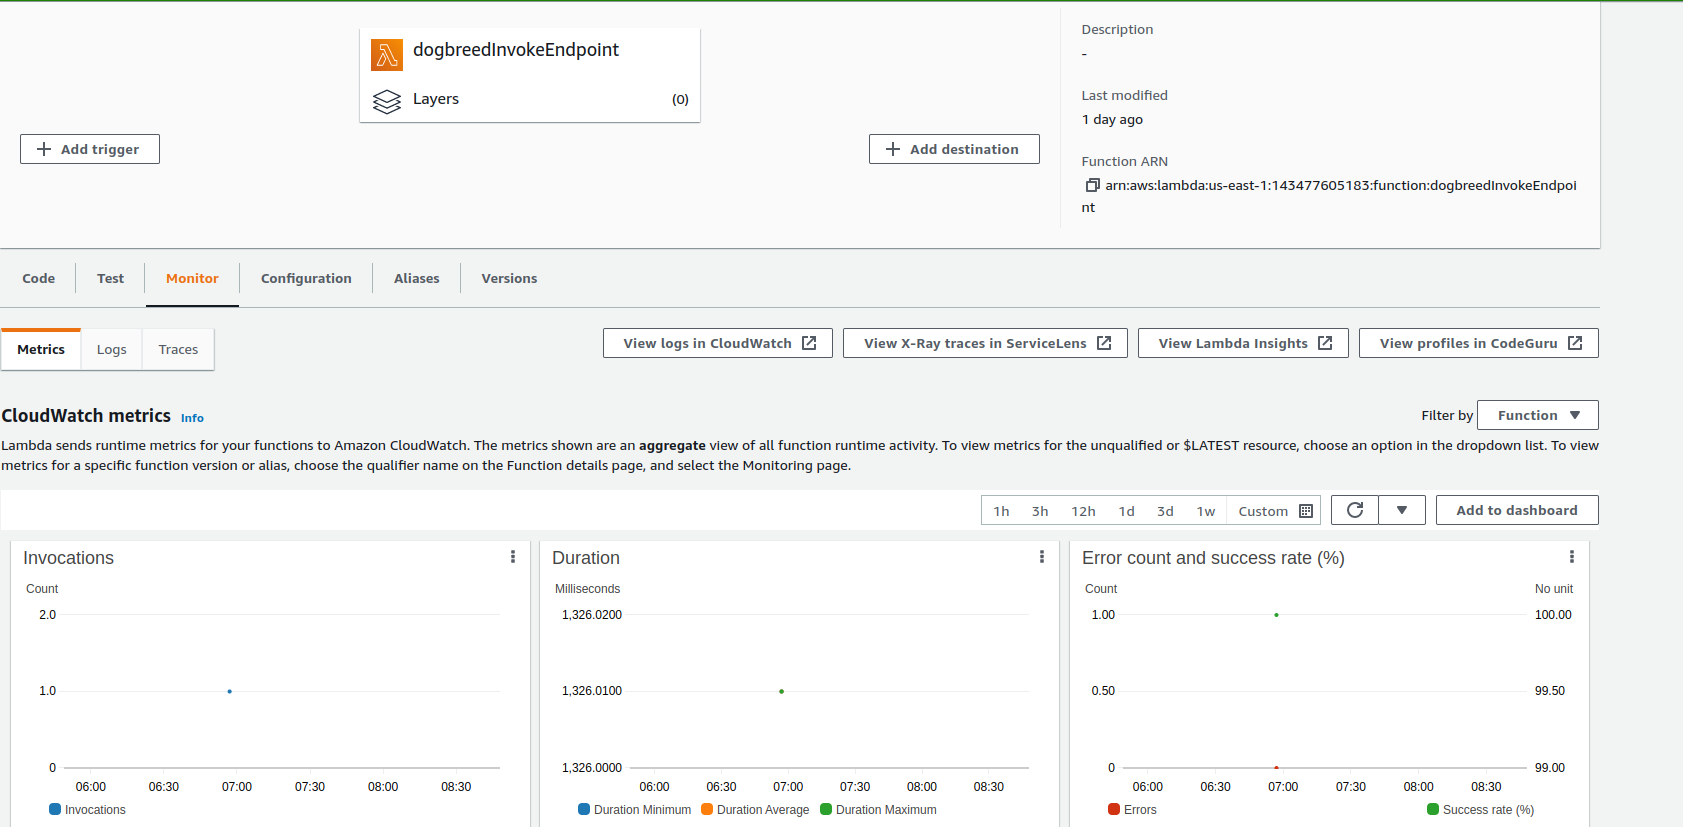 dogbreedInvokeEndpoint
Layers (0)
Add trigger
Add destination
Description
-
Last modified
1 day ago
Function ARN
arn:aws:lambda:us-east-1:143477605183:function:dogbreedInvokeEndpoi
nt
Code Test Monitor Configuration Aliases Versions
Metrics Logs Traces
View logs in CloudWatch View X-Ray traces in ServiceLens View Lambda Insights View profiles in CodeGuru
CloudWatch metrics Info
Filter by Function
Lambda sends runtime metrics for your functions to Amazon CloudWatch. The metrics shown are an aggregate view of all function runtime activity. To view metrics for the unqualified or $LATEST resource, choose an option in the dropdown list. To view
metrics for a specific function version or alias, choose the qualifier name on the Function details page, and select the Monitoring page.
1h 3h 12h 1d 3d 1w Custom Add to dashboard
Invocations
Count
2.0
1.0
0
06:00 06:30 07:00 07:30 08:00 08:30
Invocations
Duration
Milliseconds
1,326.0200
1,326.0100
1,326.0000
06:00 06:30 07:00 07:30 08:00 08:30
Duration Minimum Duration Average Duration Maximum
Error count and success rate (%)
Count No unit
1.00 100.00
0.50 99.50
0 99.00
06:00 06:30 07:00 07:30 08:00 08:30
Errors Success rate (%)